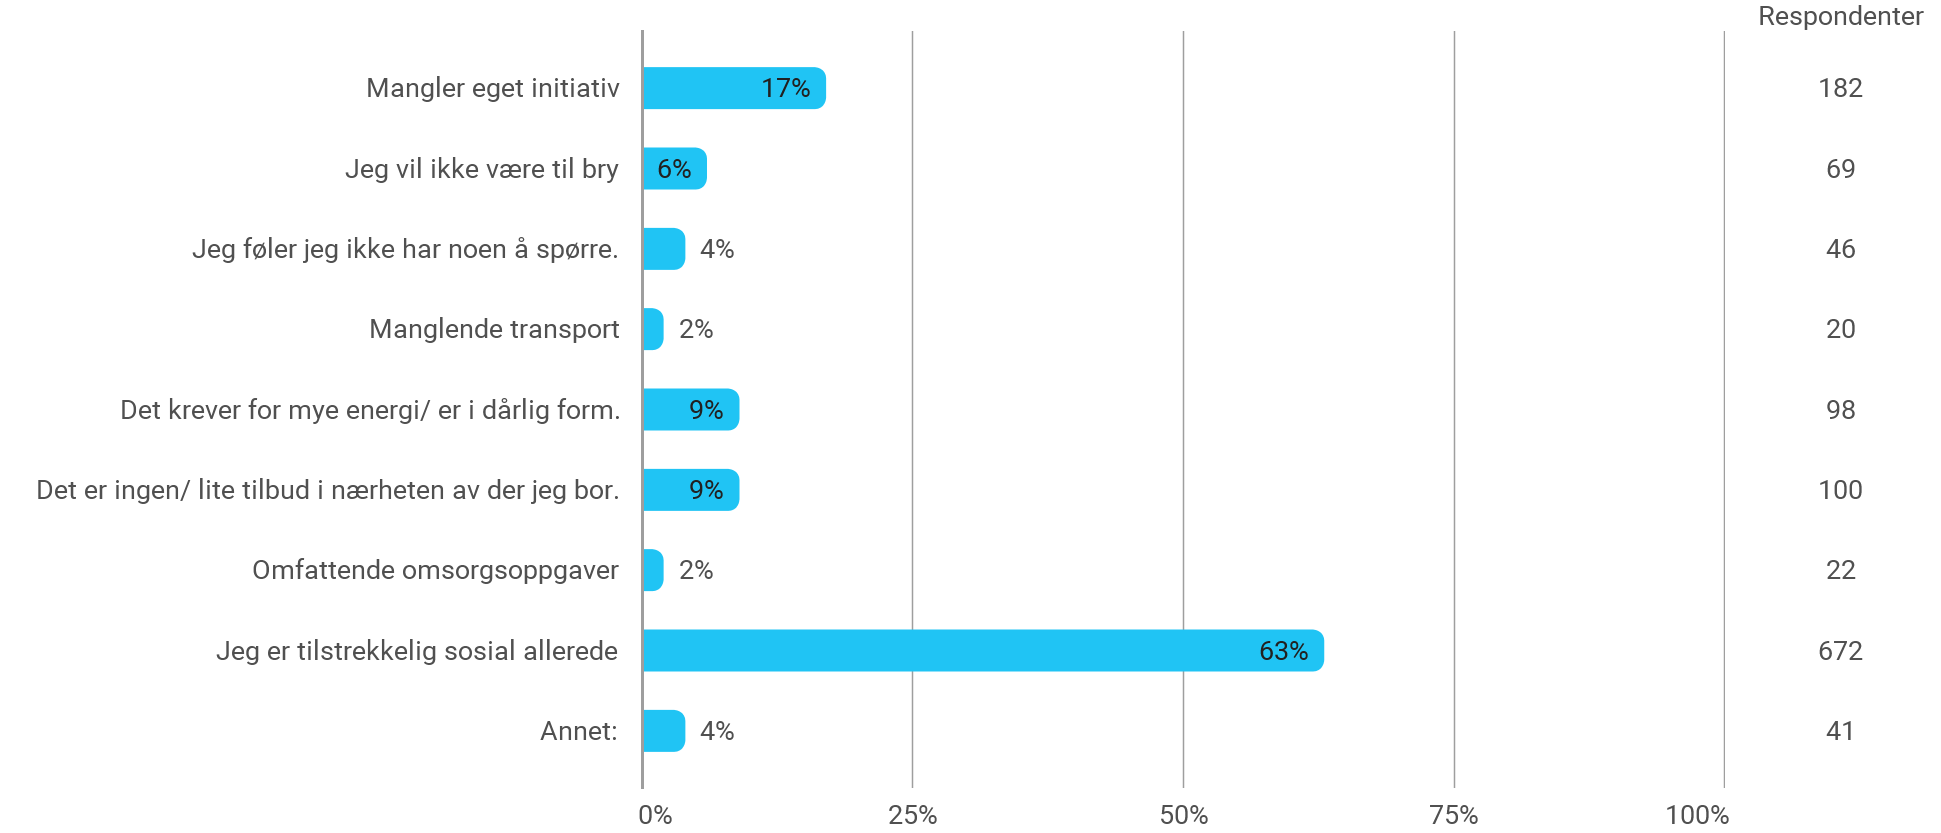 Respondenter
Mangler eget initiativ 17% 182
Jeg vil ikke være til bry 6% 69
Jeg føler jeg ikke har noen å spørre. 4% 46
Manglende transport 2% 20
Det krever for mye energi/ er i dårlig form. 9% 98
Det er ingen/ lite tilbud i nærheten av der jeg bor. 9% 100
Omfattende omsorgsoppgaver 2% 22
Jeg er tilstrekkelig sosial allerede 63% 672
Annet: 4% 41
0% 25% 50% 75% 100%